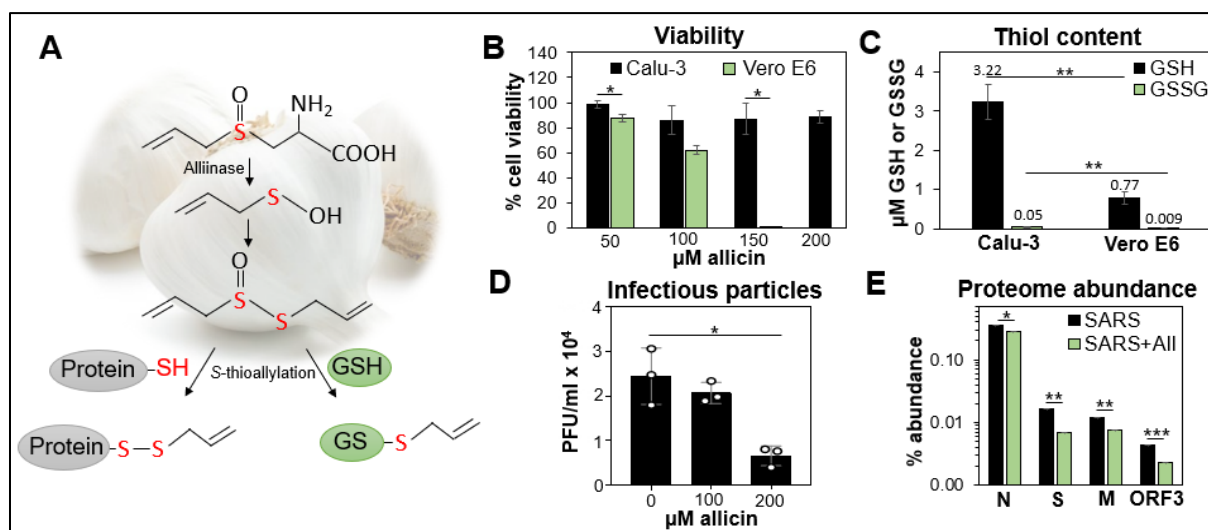 A
O
NH2
S
COOH
Alliinase
S
OH
O
S
S
Protein
SH
S-thioallylation
GSH
Protein
S
S
GS
S
B
Viability
Calu-3
Vero E6
% cell viability
140
120
100
80
60
40
20
0
*
*
50
100
150
200
µM allicin
C
Thiol content
GSH
GSSG
µM GSH or GSSG
4
3
2
1
0
3.22
**
**
0.05
0.77
0.009
Calu-3
Vero E6
D
Infectious particles
PFU/ml x 10⁴
4
3
2
1
0
*
0
100
200
µM allicin
E
Proteome abundance
SARS
SARS+All
% abundance
0.10
0.01
0.00
*
**
**
***
N
S
M
ORF3